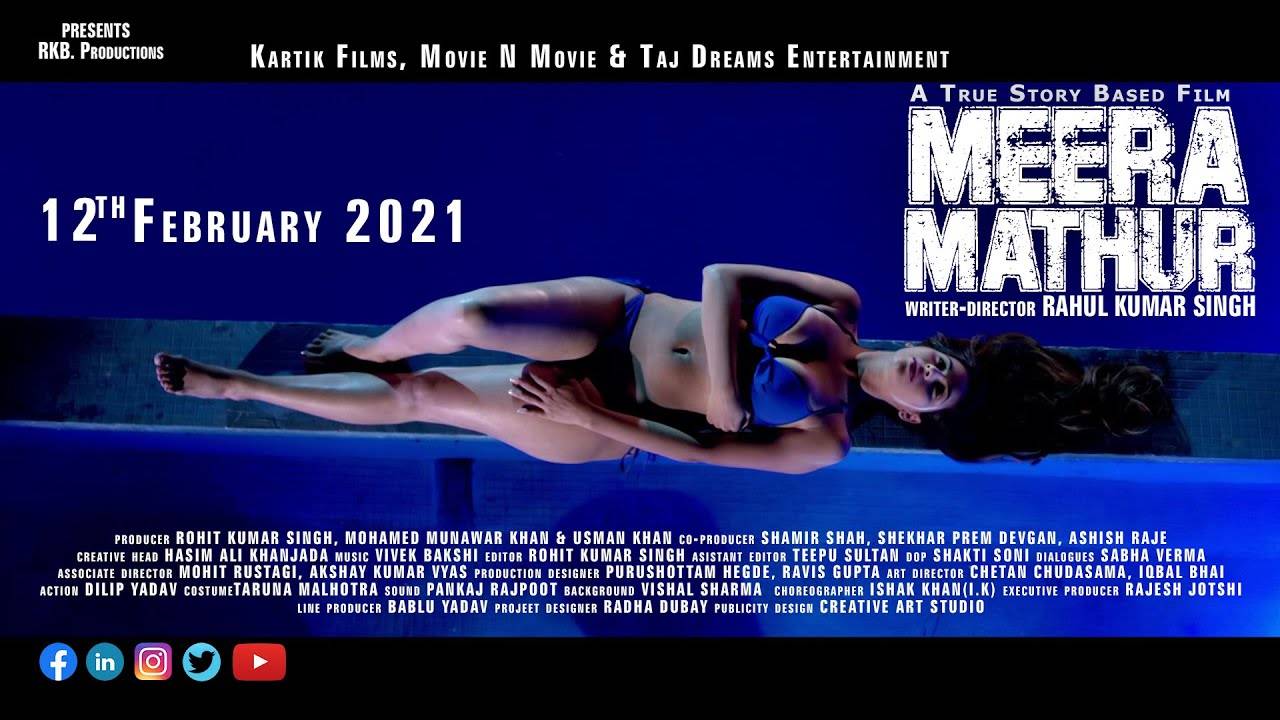 PRESENTS
RKB. PRODUCTIONS
KARTIK FILMS, MOVIE N MOVIE & TAJ DREAMS ENTERTAINMENT
A TRUE STORY BASED FILM
MEERA
MATHUR
WRITER-DIRECTOR RAHUL KUMAR SINGH
12TH FEBRUARY 2021
PRODUCER ROHIT KUMAR SINGH, MOHAMED MUNAWAR KHAN & USMAN KHAN CO-PRODUCER SHAMIR SHAH, SHEKHAR PREM DEVGAN, ASHISH RAJE
CREATIVE HEAD HASIM ALI KHANJADA MUSIC VIVEK BAKSHI EDITOR ROHIT KUMAR SINGH ASISTANT EDITOR TEEPU SULTAN DOP SHAKTI SONI DIALOGUES SABHA VERMA
ASSOCIATE DIRECTOR MOHIT RUSTAGI, AKSHAY KUMAR VYAS PRODUCTION DESIGNER PURUSHOTTAM HEGDE, RAVIS GUPTA ART DIRECTOR CHETAN CHUDASAMA, IQBAL BHAI
ACTION DILIP YADAV COSTUMETARUNA MALHOTRA SOUND PANKAJ RAJPOOT BACKGROUND VISHAL SHARMA CHOREOGRAPHER ISHAK KHAN(I.K) EXECUTIVE PRODUCER RAJESH JOTSHI
LINE PRODUCER BABLU YADAV PROJEET DESIGNER RADHA DUBAY PUBLICITY DESIGN CREATIVE ART STUDIO